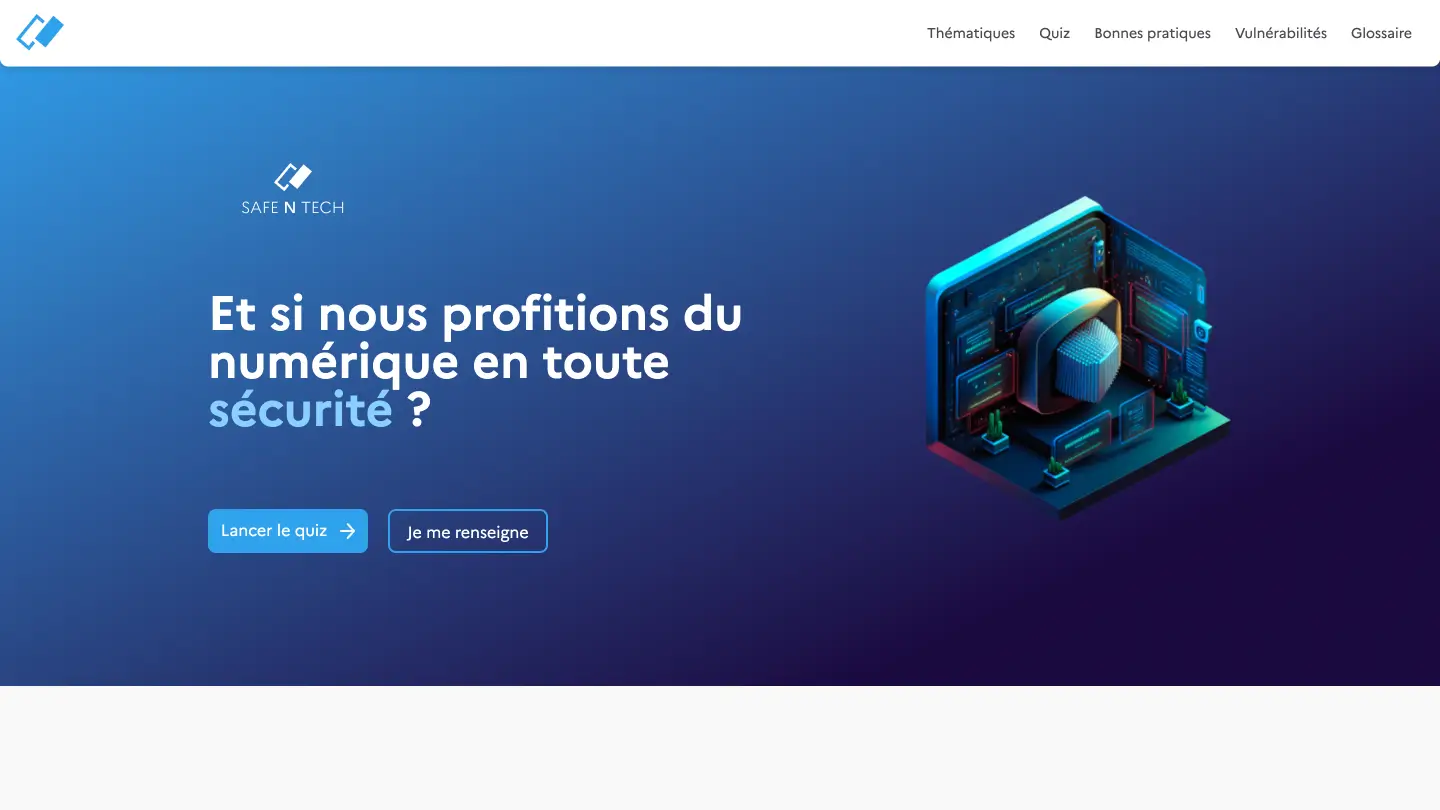 Thématiques Quiz Bonnes pratiques Vulnérabilités Glossaire
SAFE N TECH
Et si nous profitions du
numérique en toute
sécurité ?
Lancer le quiz Je me renseigne